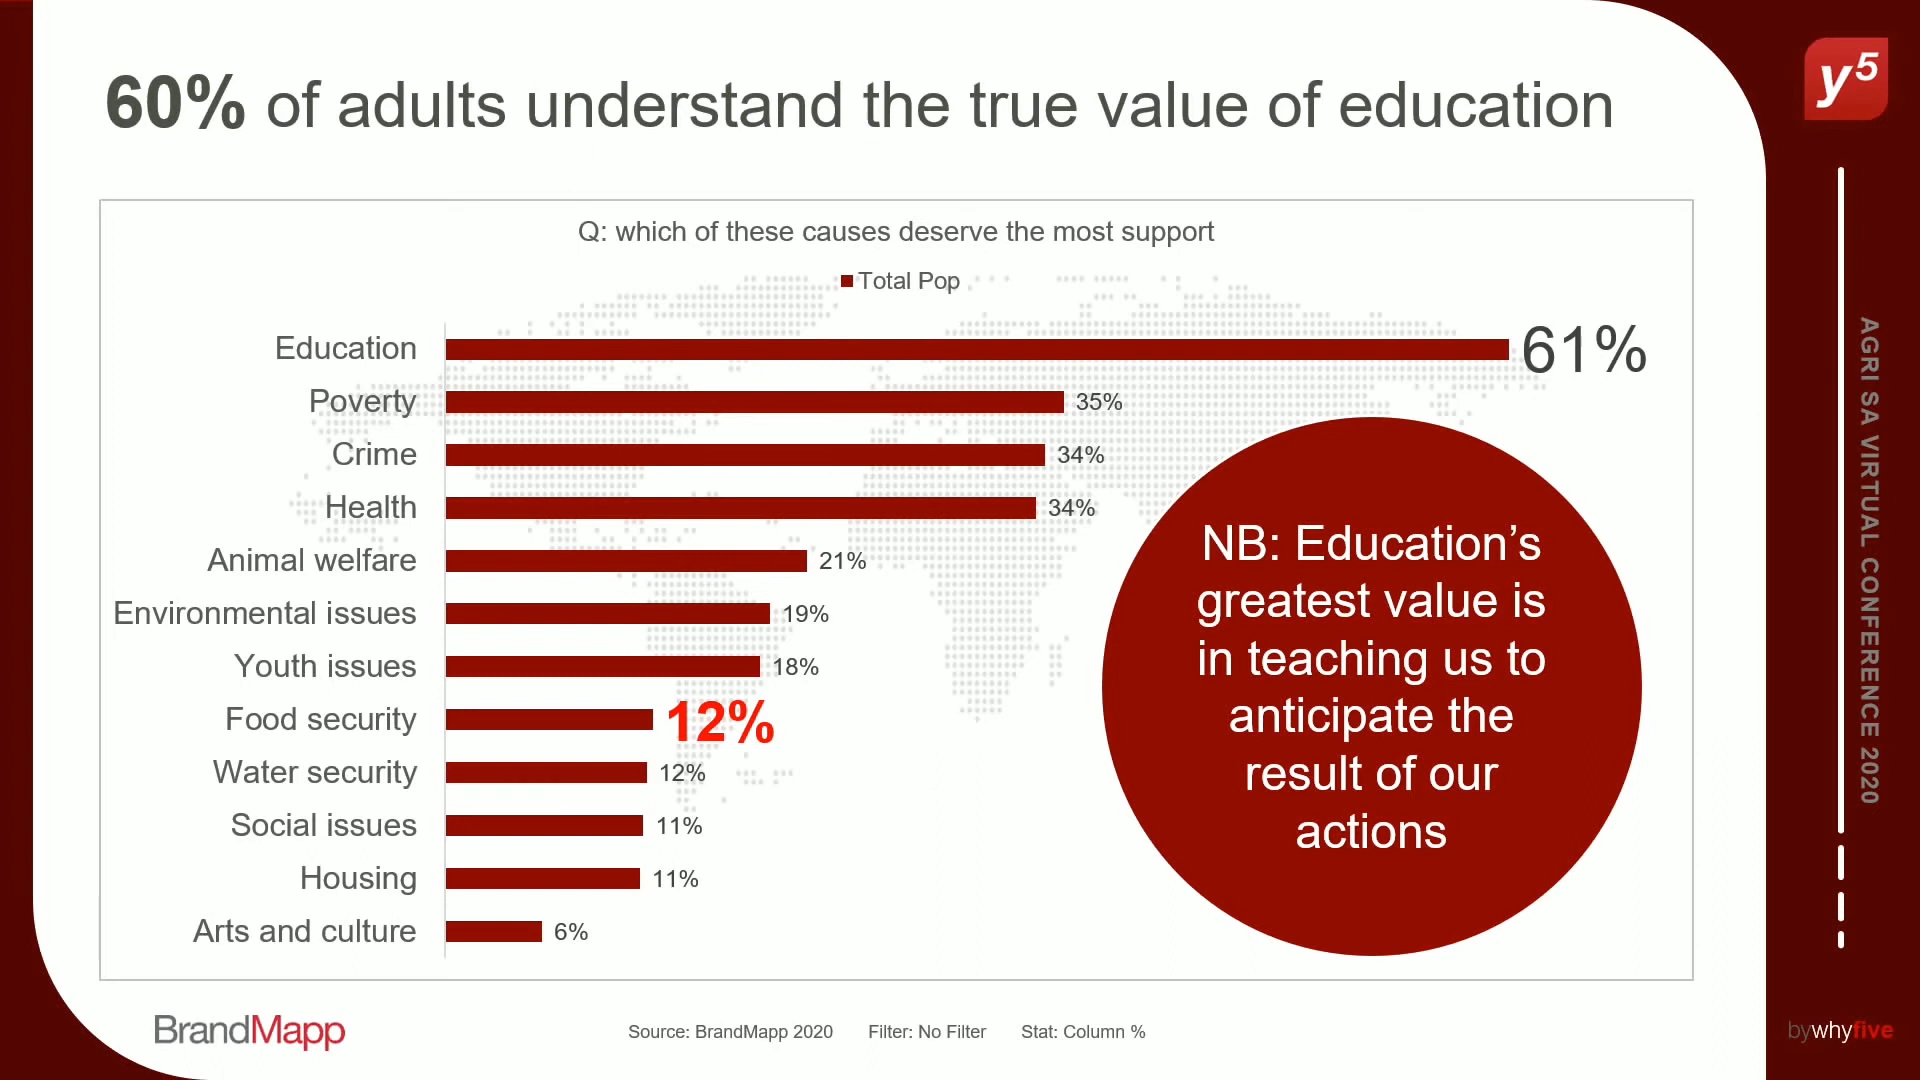 60% of adults understand the true value of education
y5
Q: which of these causes deserve the most support
Total Pop
Education 61%
Poverty 35%
Crime 34%
Health 34%
Animal welfare 21%
Environmental issues 19%
Youth issues 18%
Food security 12%
Water security 12%
Social issues 11%
Housing 11%
Arts and culture 6%
NB: Education’s
greatest value is
in teaching us to
anticipate the
result of our
actions
AGRI SA VIRTUAL CONFERENCE 2020
BrandMapp
Source: BrandMapp 2020 Filter: No Filter Stat: Column %
bywhyfive